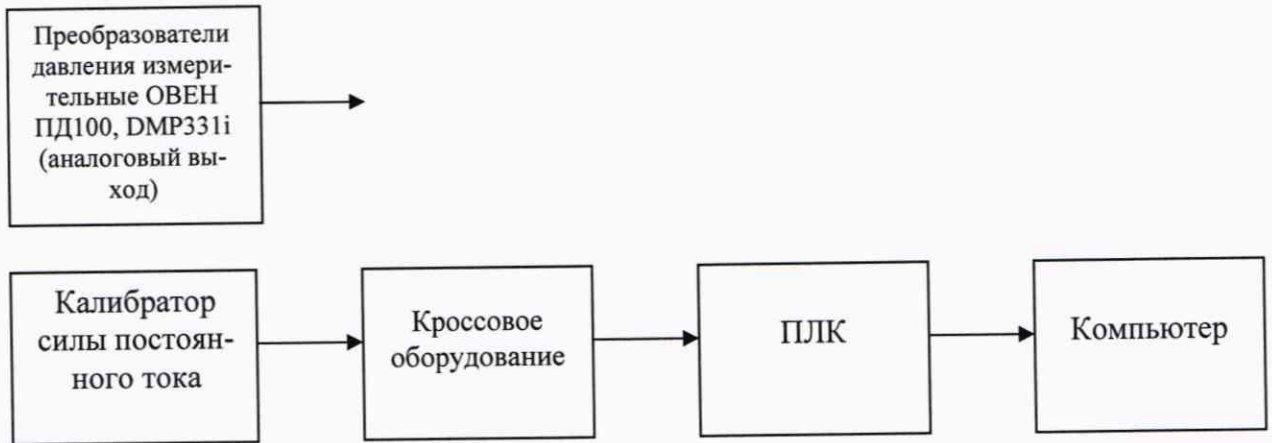 Преобразователи
давления измери-
тельные ОВЕН
ПД100, DMP331i
(аналоговый вы-
ход)
Калибратор
силы постоян-
ного тока
Кроссовое
оборудование
ПЛК
Компьютер